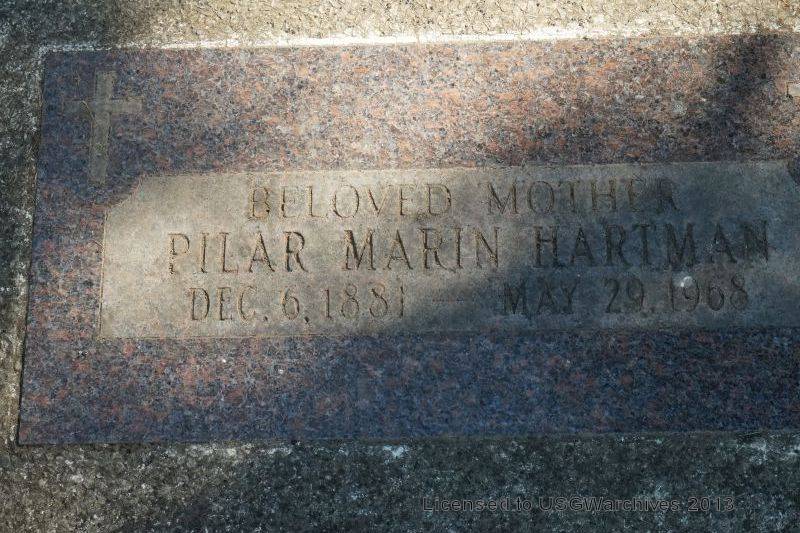 BELOVED MOTHER
PILAR MARIN HARTMAN
DEC. 6, 1881 — MAY 29, 1968
Licensed to USGWarchives 2013